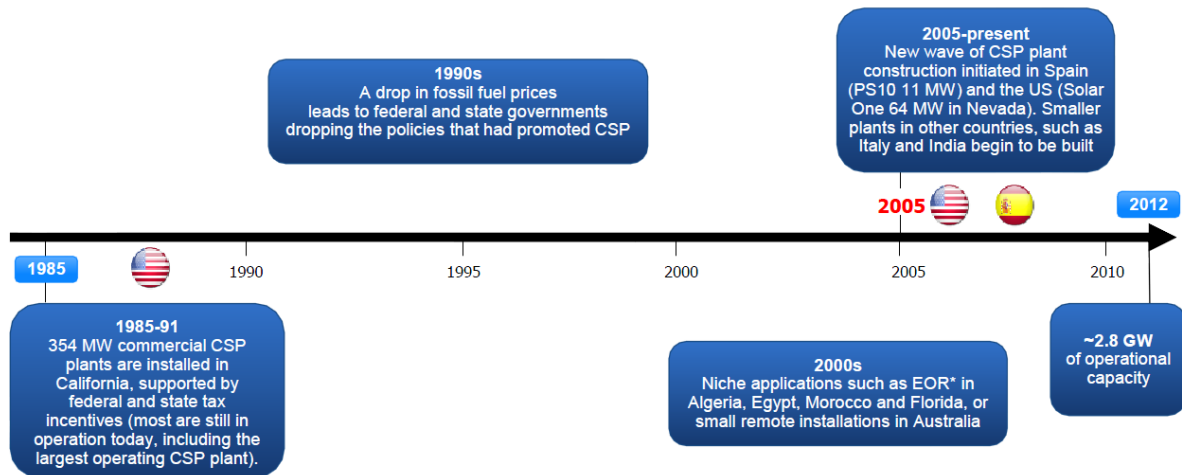 2005-present
New wave of CSP plant
construction initiated in Spain
(PS10 11 MW) and the US (Solar
One 64 MW in Nevada). Smaller
plants in other countries, such as
Italy and India begin to be built
1990s
A drop in fossil fuel prices
leads to federal and state governments
dropping the policies that had promoted CSP
2005
2012
1985
1990
1995
2000
2005
2010
1985-91
354 MW commercial CSP
plants are installed in
California, supported by
federal and state tax
incentives (most are still in
operation today, including the
largest operating CSP plant).
2000s
Niche applications such as EOR* in
Algeria, Egypt, Morocco and Florida, or
small remote installations in Australia
~2.8 GW
of operational
capacity